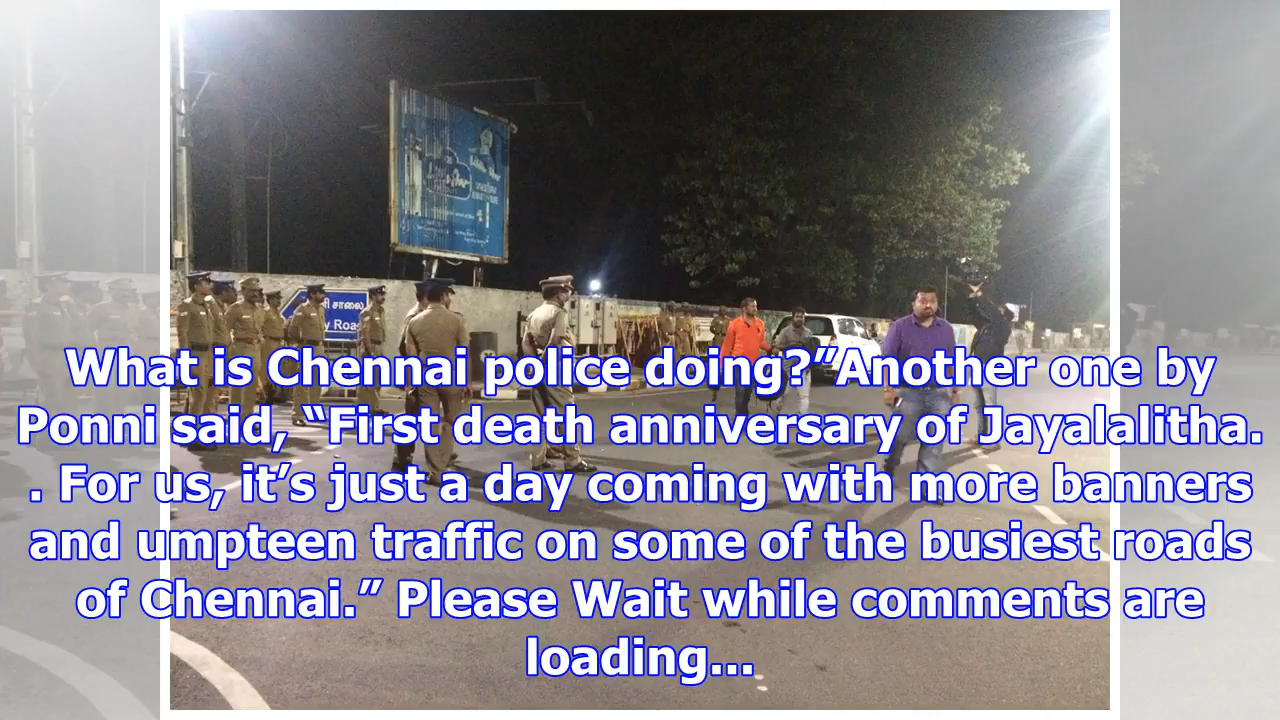 ி சாலை
y Roa
What is Chennai police doing?”Another one by
Ponni said, “First death anniversary of Jayalalitha.
. For us, it’s just a day coming with more banners
and umpteen traffic on some of the busiest roads
of Chennai.” Please Wait while comments are
loading...